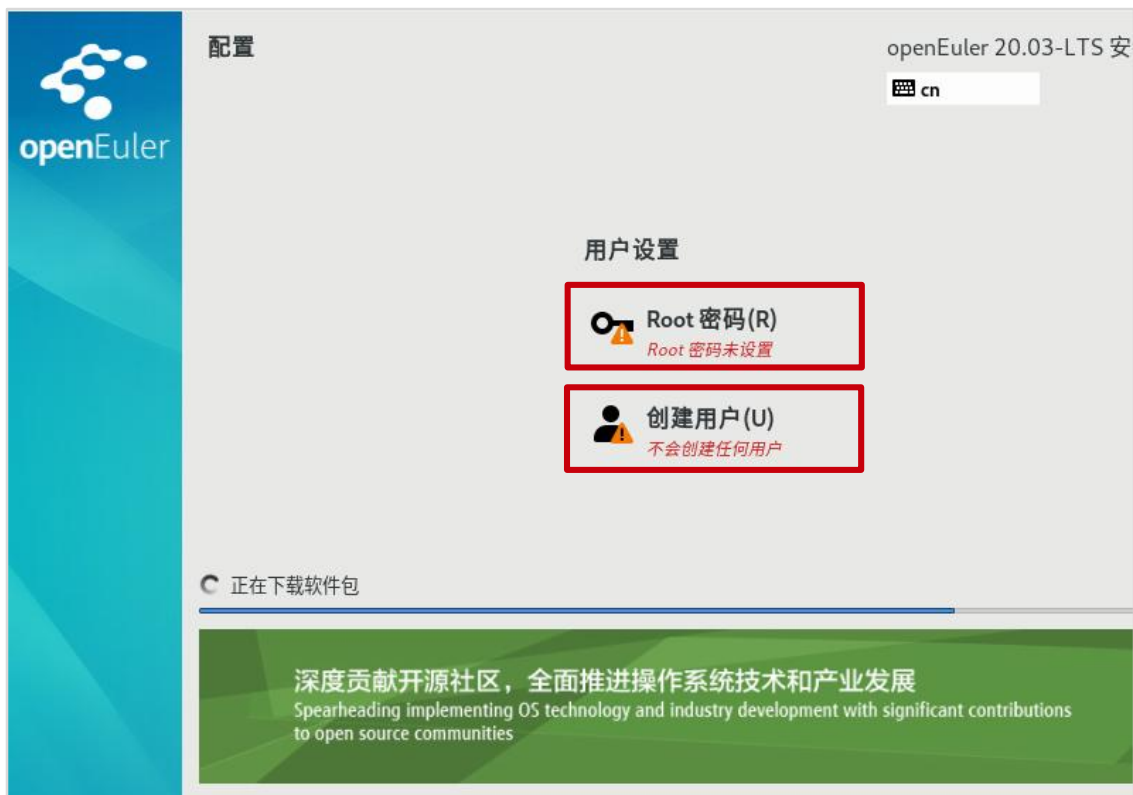 配置
openEuler 20.03-LTS 安
cn
openEuler
用户设置
Root 密码(R)
Root 密码未设置
创建用户(U)
不会创建任何用户
正在下载软件包
深度贡献开源社区，全面推进操作系统技术和产业发展
Spearheading implementing OS technology and industry development with significant contributions
to open source communities